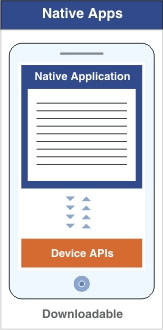 Native Apps
Native Application
Device APIs
Downloadable